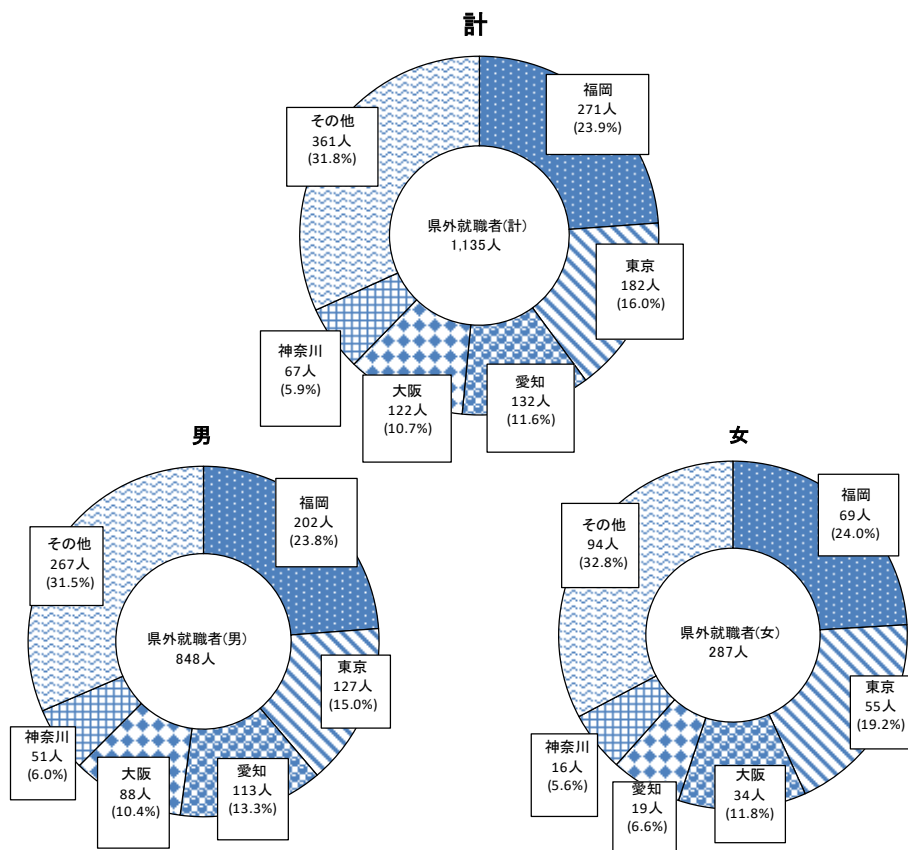 計
福岡
271人
(23.9%)
東京
182人
(16.0%)
愛知
132人
(11.6%)
大阪
122人
(10.7%)
神奈川
67人
(5.9%)
その他
361人
(31.8%)
県外就職者(計)
1,135人
男
福岡
202人
(23.8%)
東京
127人
(15.0%)
愛知
113人
(13.3%)
大阪
88人
(10.4%)
神奈川
51人
(6.0%)
その他
267人
(31.5%)
県外就職者(男)
848人
女
福岡
69人
(24.0%)
東京
55人
(19.2%)
大阪
34人
(11.8%)
愛知
19人
(6.6%)
神奈川
16人
(5.6%)
その他
94人
(32.8%)
県外就職者(女)
287人